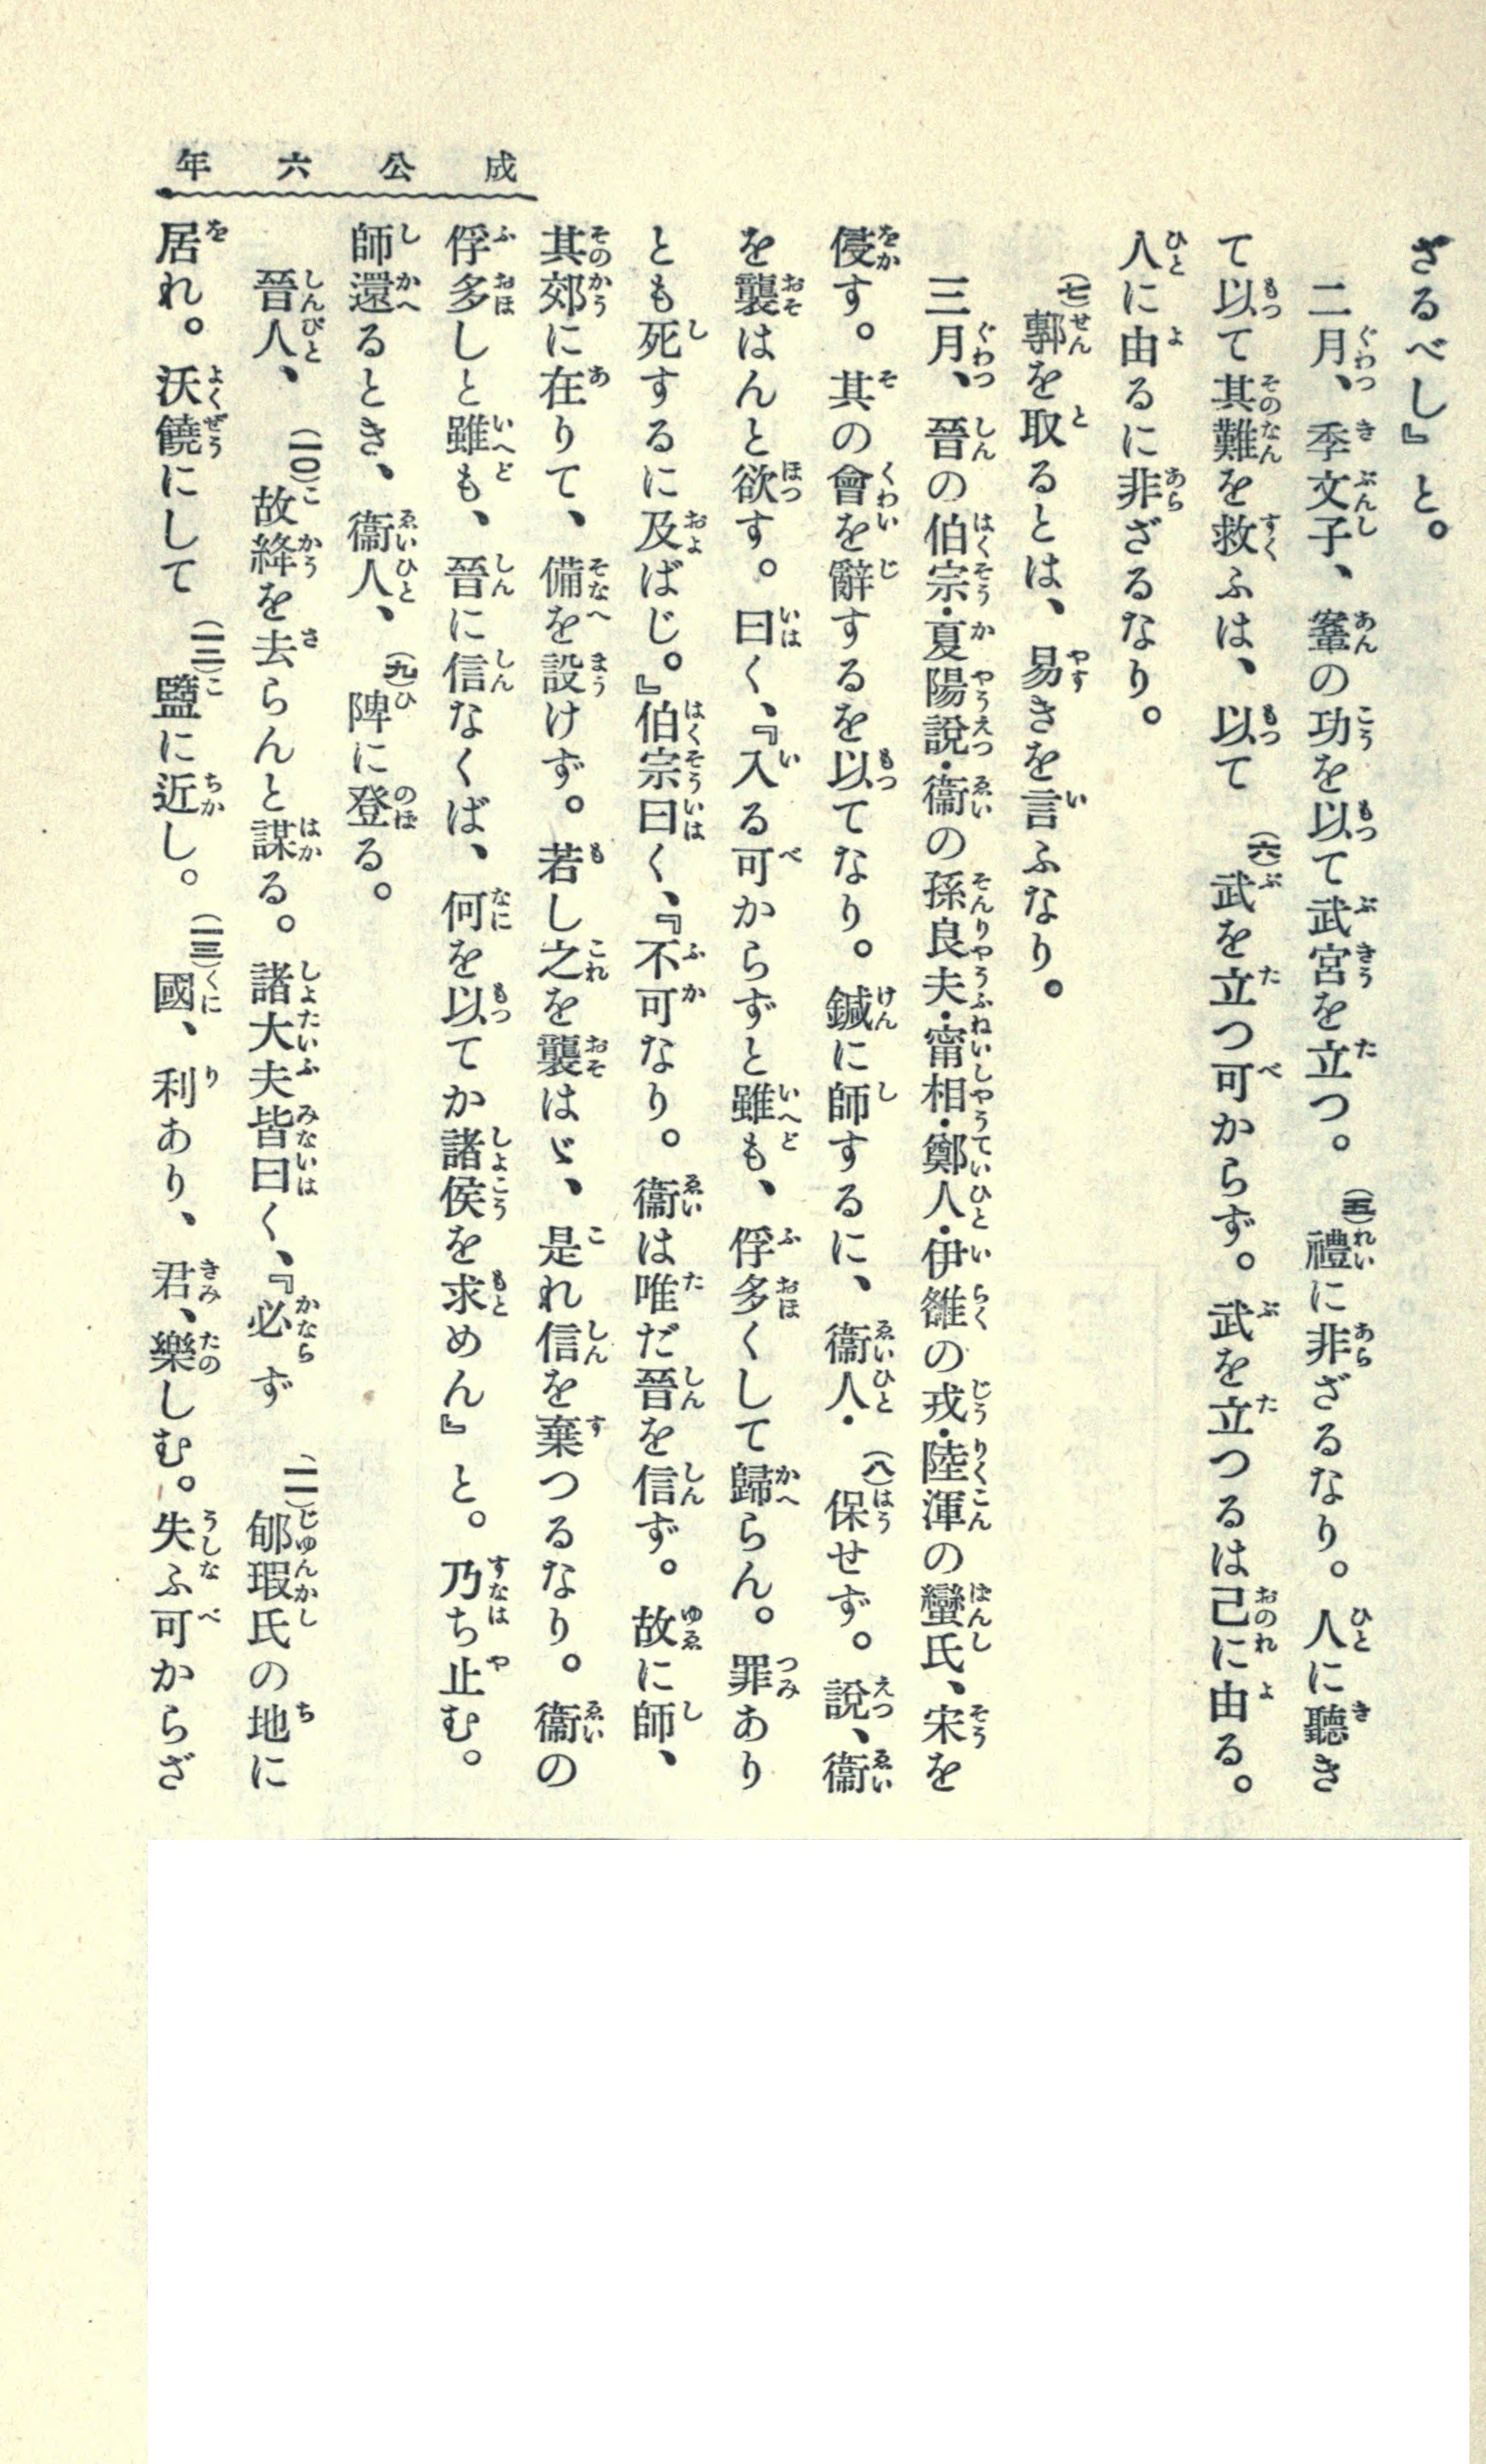 ざるべし』と。
二月、季文子、鞌の功を以て武宮を立つ。(五)禮に非ざるなり。人に聽き
て以て其難を救ふは、以て(六)武を立つ可からず。武を立つるは己に由る。
人に由るに非ざるなり。
(七)鄟を取るとは、易きを言ふなり。
三月、晉の伯宗・夏陽說・衞の孫良夫・甯相・鄭人・伊雒の戎・陸渾の蠻氏、宋を
侵す。其の會を辭するを以てなり。鍼に師するに、衞人・(八)保せず。說、衞
を襲はんと欲す。曰く、『入る可からずと雖も、俘多くして歸らん。罪あり
とも死するに及ばじ。』伯宗曰く、『不可なり。衞は唯だ晉を信ず。故に師、
其郊に在りて、備を設けず。若し之を襲はゞ、是れ信を棄つるなり。衞の
俘多しと雖も、晉に信なくば、何を以てか諸侯を求めん』と。乃ち止む。
師還るとき、衞人、(九)陴に登る。
晉人、(一〇)故絳を去らんと謀る。諸大夫皆曰く、『必ず(一一)郇瑕氏の地に
居れ。沃饒にして(一二)鹽に近し。(一三)國、利あり、君、樂しむ。失ふ可からざ
成公六年